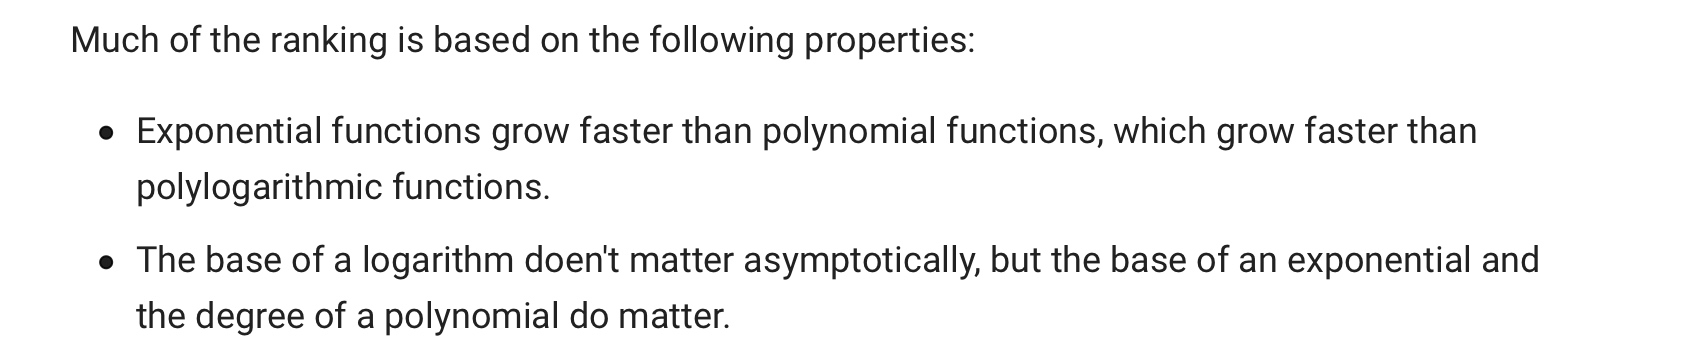 Much of the ranking is based on the following properties:
• Exponential functions grow faster than polynomial functions, which grow faster than
polylogarithmic functions.
• The base of a logarithm doen't matter asymptotically, but the base of an exponential and
the degree of a polynomial do matter.